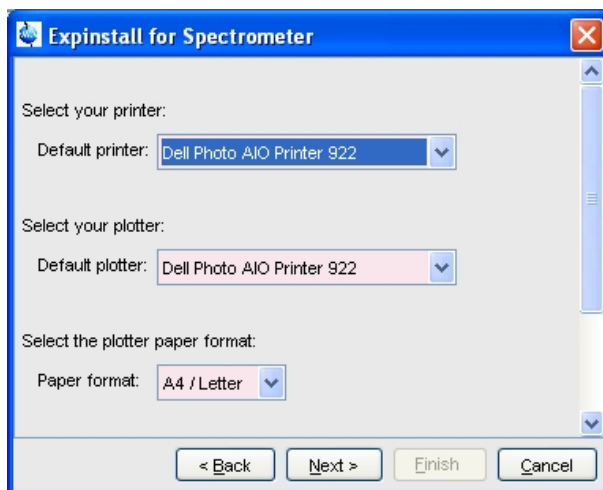 Expinstall for Spectrometer
Select your printer:
Default printer: Dell Photo AIO Printer 922
Select your plotter:
Default plotter: Dell Photo AIO Printer 922
Select the plotter paper format:
Paper format: A4 / Letter
< Back Next > Finish Cancel